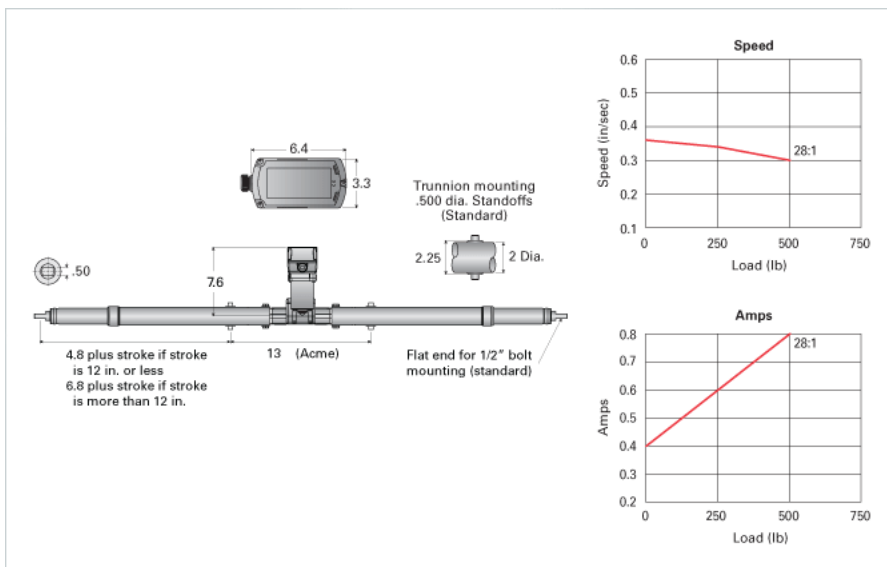 6.4
3.3
Trunnion mounting
.500 dia. Standoffs
(Standard)
2.25
2 Dia.
.50
7.6
4.8 plus stroke if stroke
is 12 in. or less
6.8 plus stroke if stroke
is more than 12 in.
13 (Acme)
Flat end for 1/2" bolt
mounting (standard)
Speed
0.6
0.5
0.4
0.3
0.2
0.1
Speed (in/sec)
28:1
0 250 500 750
Load (lb)
Amps
0.8
0.7
0.6
0.5
0.4
0.3
0.2
Amps
28:1
0 250 500 750
Load (lb)